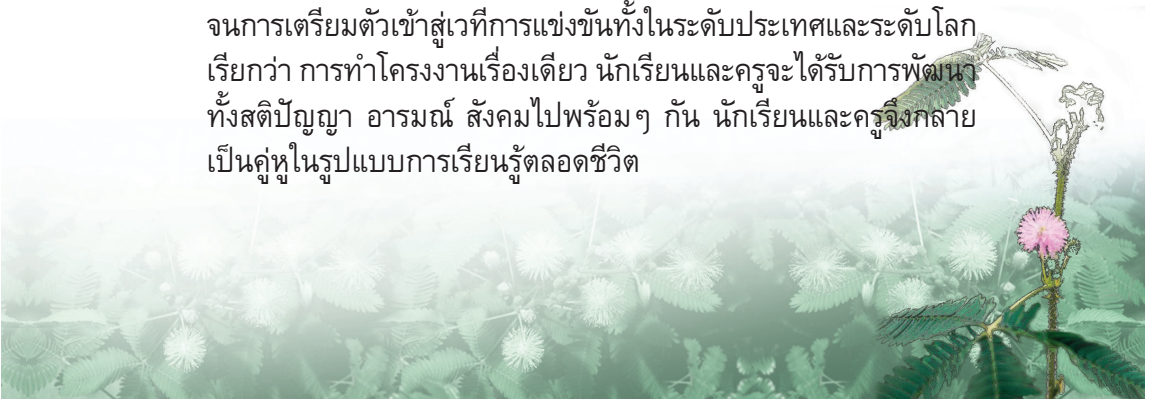 จนการเตรียมตัวเข้าสู่เวทีการแข่งขันทั้งในระดับประเทศและระดับโลก
เรียกว่า การทำโครงงานเรื่องเดียว นักเรียนและครูจะได้รับการพัฒนา
ทั้งสติปัญญา อารมณ์ สังคมไปพร้อมๆ กัน นักเรียนและครูจึงกลาย
เป็นคู่หูในรูปแบบการเรียนรู้ตลอดชีวิต